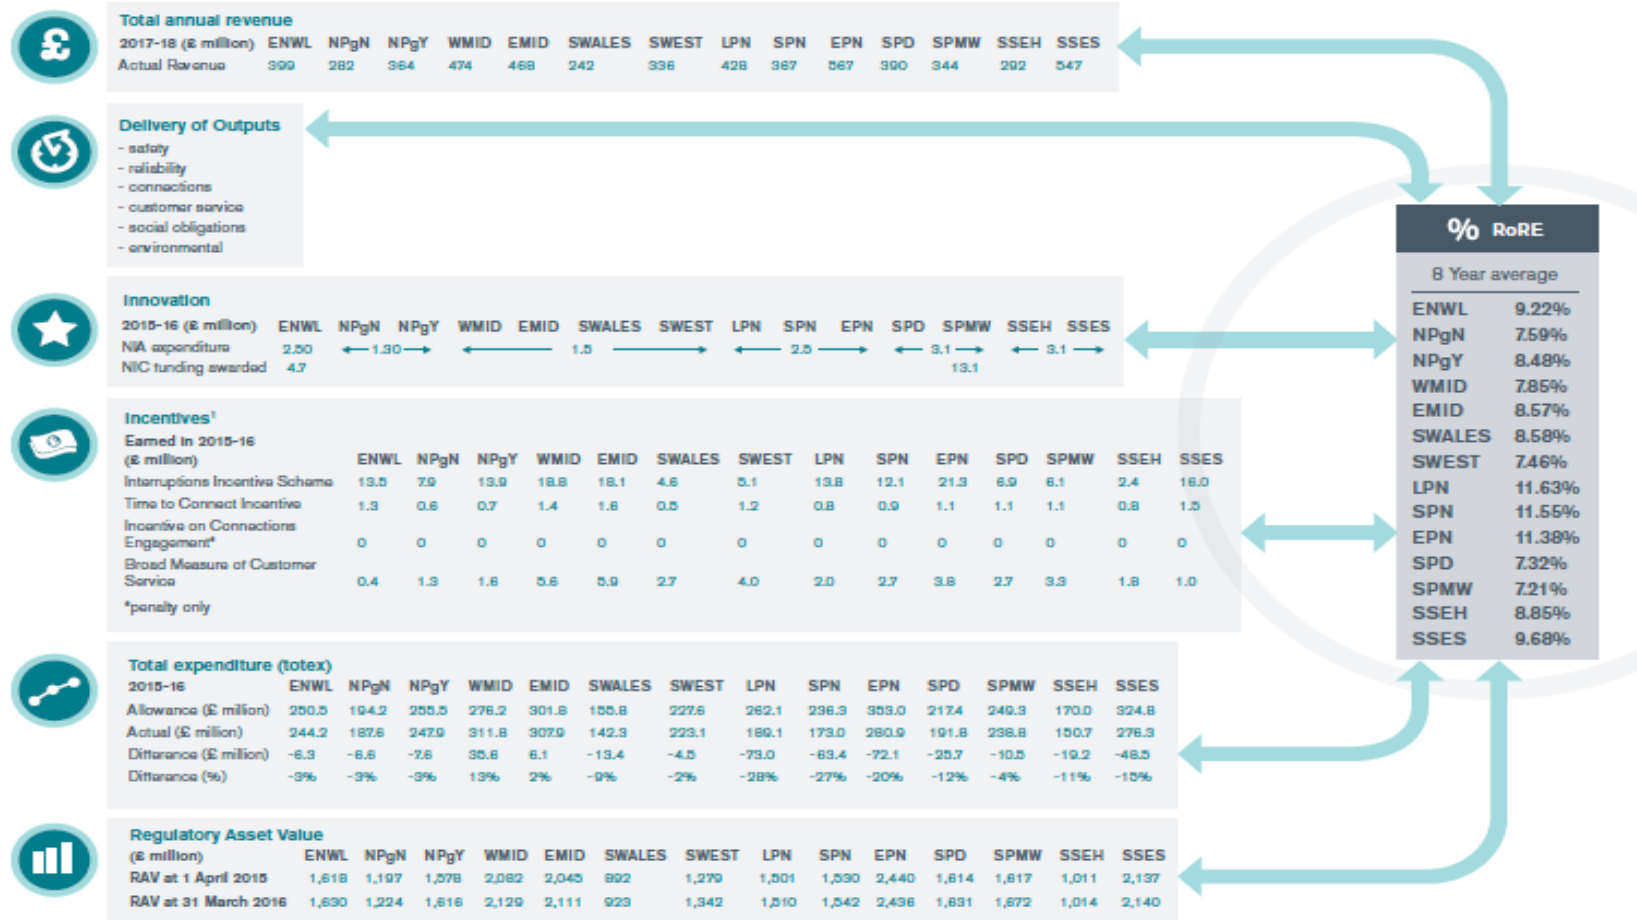 £
Total annual revenue
2017-18 (£ million) ENWL NPgN NPgY WMID EMID SWALES SWEST LPN SPN EPN SPD SPMW SSEH SSES
Actual Revenue 399 282 364 474 468 242 336 428 367 567 390 344 292 547
Delivery of Outputs
- safety
- reliability
- connections
- customer service
- social obligations
- environmental
Innovation
2015-16 (£ million) ENWL NPgN NPgY WMID EMID SWALES SWEST LPN SPN EPN SPD SPMW SSEH SSES
NIA expenditure 2.50 1.30 1.5 2.5 3.1 3.1
NIC funding awarded 4.7 13.1
Incentives¹
Earned in 2015-16
(£ million) ENWL NPgN NPgY WMID EMID SWALES SWEST LPN SPN EPN SPD SPMW SSEH SSES
Interruptions Incentive Scheme 13.5 7.9 13.9 18.8 18.1 4.6 5.1 13.8 12.1 21.3 6.9 6.1 2.4 16.0
Time to Connect Incentive 1.3 0.6 0.7 1.4 1.6 0.5 1.2 0.8 0.9 1.1 1.1 1.1 0.8 1.5
Incentive on Connections
Engagement* 0 0 0 0 0 0 0 0 0 0 0 0 0 0
Broad Measure of Customer
Service 0.4 1.3 1.6 5.6 5.9 2.7 4.0 2.0 2.7 3.8 2.7 3.3 1.8 1.0
*penalty only
Total expenditure (totex)
2015-16 ENWL NPgN NPgY WMID EMID SWALES SWEST LPN SPN EPN SPD SPMW SSEH SSES
Allowance (£ million) 250.5 194.2 255.5 276.2 301.8 155.8 227.6 262.1 236.3 353.0 217.4 249.3 170.0 324.8
Actual (£ million) 244.2 187.6 247.9 311.8 307.9 142.3 223.1 189.1 173.0 280.9 191.8 238.8 150.7 276.3
Difference (£ million) -6.3 -6.6 -7.6 35.6 6.1 -13.4 -4.5 -73.0 -63.4 -72.1 -25.7 -10.5 -19.2 -48.5
Difference (%) -3% -3% -3% 13% 2% -9% -2% -28% -27% -20% -12% -4% -11% -15%
Regulatory Asset Value
(£ million) ENWL NPgN NPgY WMID EMID SWALES SWEST LPN SPN EPN SPD SPMW SSEH SSES
RAV at 1 April 2015 1,618 1,197 1,578 2,082 2,045 892 1,279 1,501 1,530 2,440 1,614 1,617 1,011 2,137
RAV at 31 March 2016 1,630 1,224 1,616 2,129 2,111 923 1,342 1,510 1,542 2,436 1,631 1,672 1,014 2,140
% RoRE
8 Year average
ENWL 9.22%
NPgN 7.59%
NPgY 8.48%
WMID 7.85%
EMID 8.57%
SWALES 8.58%
SWEST 7.46%
LPN 11.63%
SPN 11.55%
EPN 11.38%
SPD 7.32%
SPMW 7.21%
SSEH 8.85%
SSES 9.68%